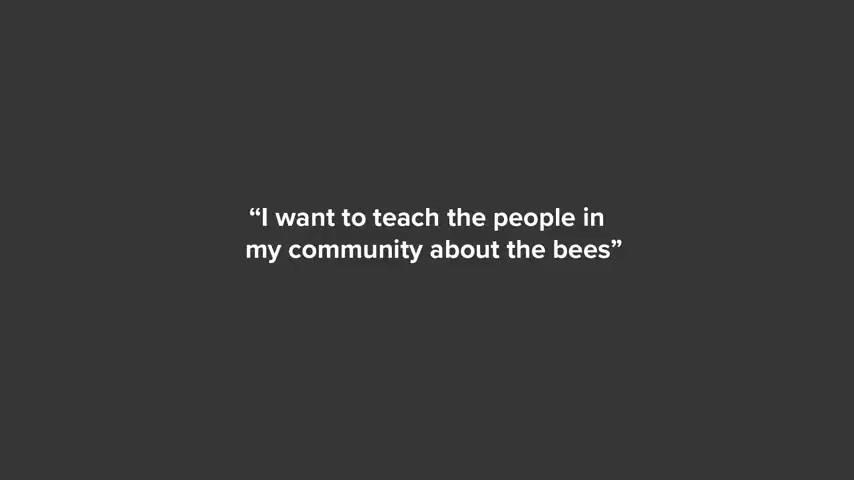 “I want to teach the people in
my community about the bees”